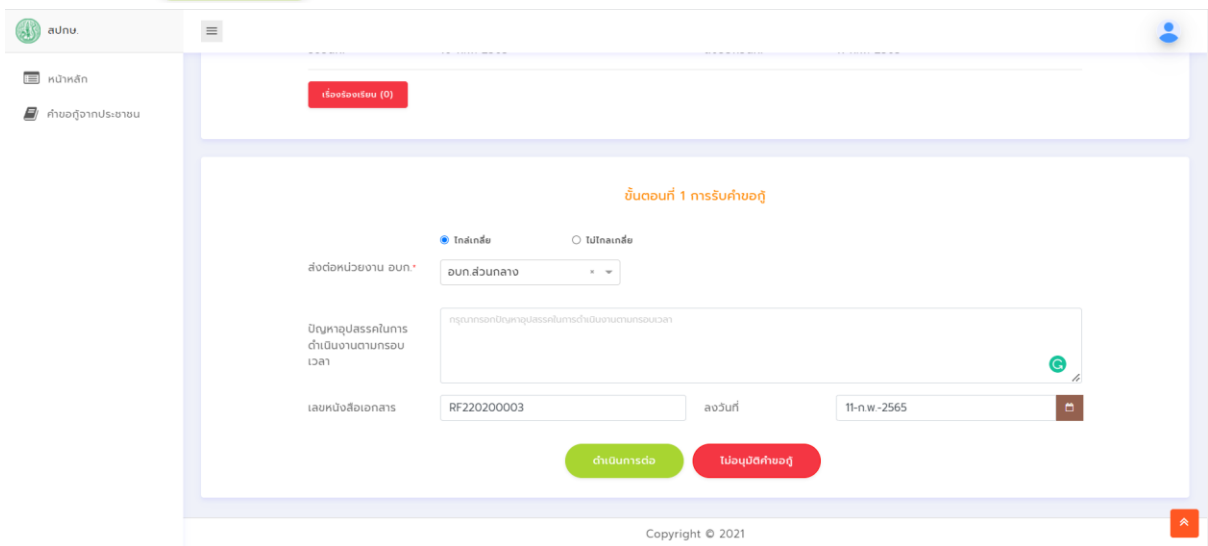 สปกษ.
หน้าหลัก
คำขอกู้จากประชาชน
เรื่องร้องเรียน (0)
ขั้นตอนที่ 1 การรับคำขอกู้
ไกล่เกลี่ย ไม่ไกลเกลี่ย
ส่งต่อหน่วยงาน อบก.*
อบก.ส่วนกลาง
ปัญหาอุปสรรคในการ
ดำเนินงานตามกรอบ
เวลา
กรุณากรอกปัญหาอุปสรรคในการดำเนินงานตามกรอบเวลา
เลขหนังสือเอกสาร RF220200003 ลงวันที่ 11-ก.พ.-2565
ดำเนินการต่อ ไม่อนุมัติคำขอกู้
Copyright © 2021